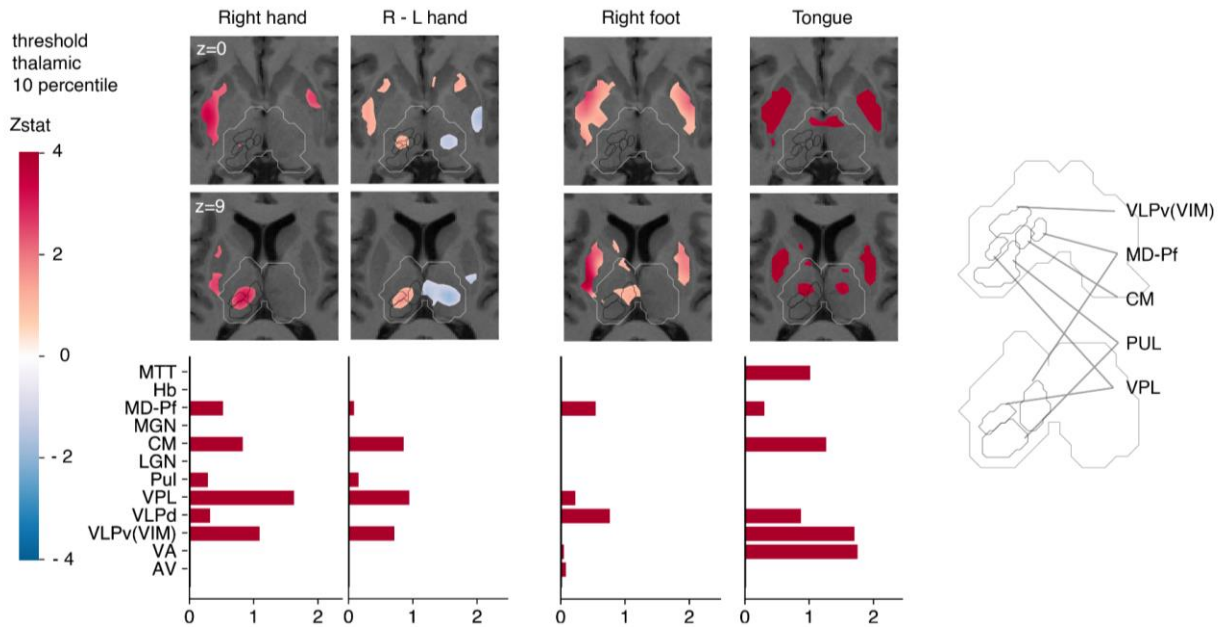 Right hand
R - L hand
Right foot
Tongue
threshold
thalamic
10 percentile
Zstat
4
2
0
- 2
- 4
z=0
z=9
VLPv(VIM)
MD-Pf
CM
PUL
VPL
MTT
Hb
MD-Pf
MGN
CM
LGN
Pul
VPL
VLPd
VLPv(VIM)
VA
AV
0 1 2
0 1 2
0 1 2
0 1 2